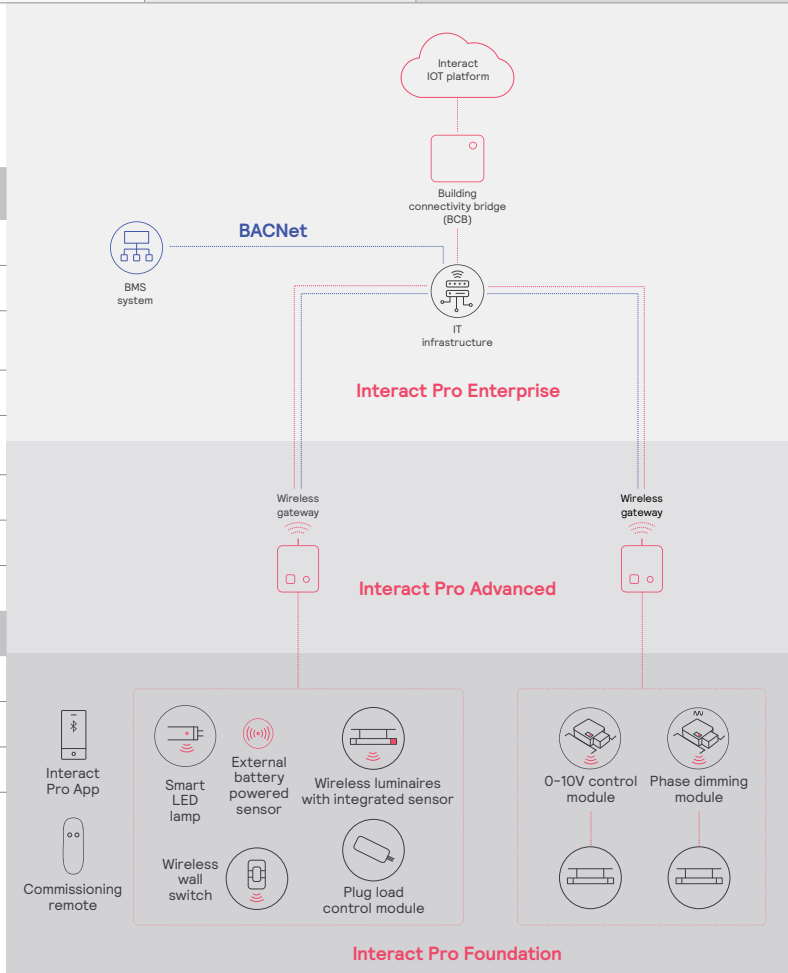 Interact
IOT platform
Building
connectivity bridge
(BCB)
BACNet
BMS
system
IT
infrastructure
Interact Pro Enterprise
Wireless
gateway
Wireless
gateway
Interact Pro Advanced
Interact
Pro App
Commissioning
remote
Smart
LED
lamp
External
battery
powered
sensor
Wireless luminaires
with integrated sensor
Wireless
wall
switch
Plug load
control module
0-10V control
module
Phase dimming
module
Interact Pro Foundation